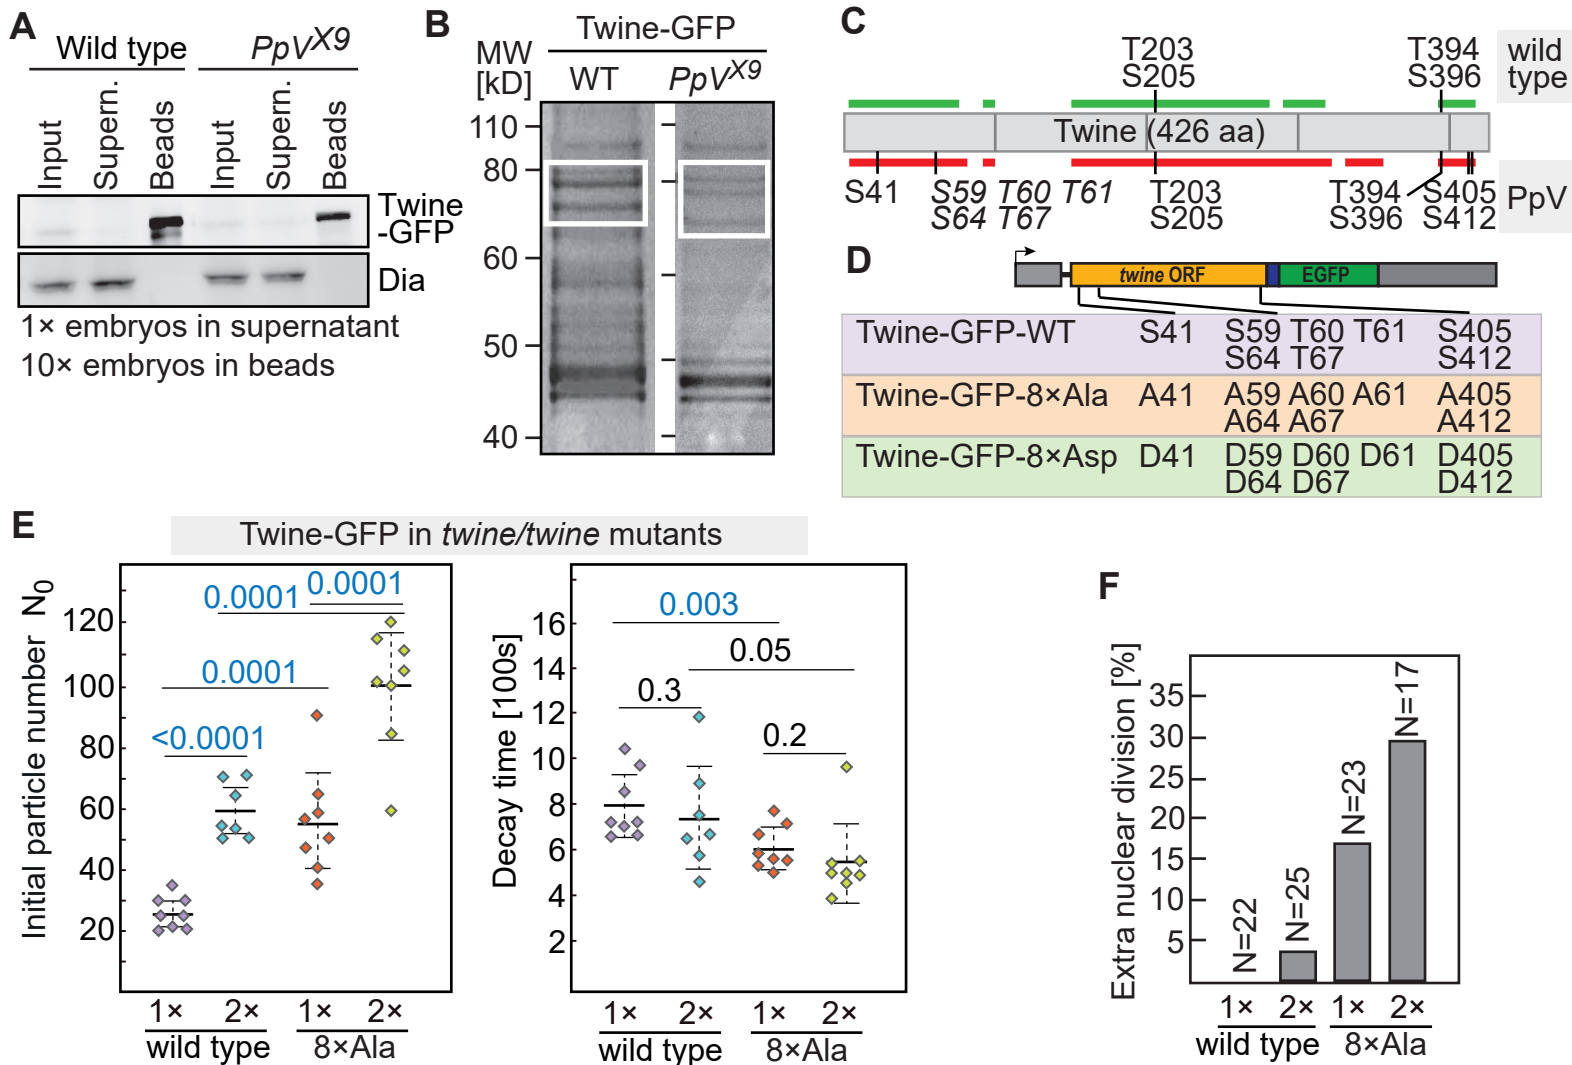 A
Wild type
PpV^X9
Input
Supern.
Beads
Input
Supern.
Beads
Twine
-GFP
Dia
1× embryos in supernatant
10× embryos in beads
B
Twine-GFP
MW
[kD]
WT
PpV^X9
110
80
60
50
40
C
T203
S205
T394
S396
wild
type
Twine (426 aa)
S41
S59 T60 T61
S64 T67
T203
S205
T394
S396
S405
S412
PpV
D
twine ORF
EGFP
Twine-GFP-WT S41 S59 T60 T61 S405
S64 T67 S412
Twine-GFP-8×Ala A41 A59 A60 A61 A405
A64 A67 A412
Twine-GFP-8×Asp D41 D59 D60 D61 D405
D64 D67 D412
E
Twine-GFP in twine/twine mutants
Initial particle number N0
120
100
80
60
40
20
0.0001
0.0001
0.0001
<0.0001
1× 2× 1× 2×
wild type 8×Ala
Decay time [100s]
16
14
12
10
8
6
4
2
0.003
0.05
0.3
0.2
1× 2× 1× 2×
wild type 8×Ala
F
Extra nuclear division [%]
35
30
25
20
15
10
5
N=22
N=25
N=23
N=17
1× 2× 1× 2×
wild type 8×Ala